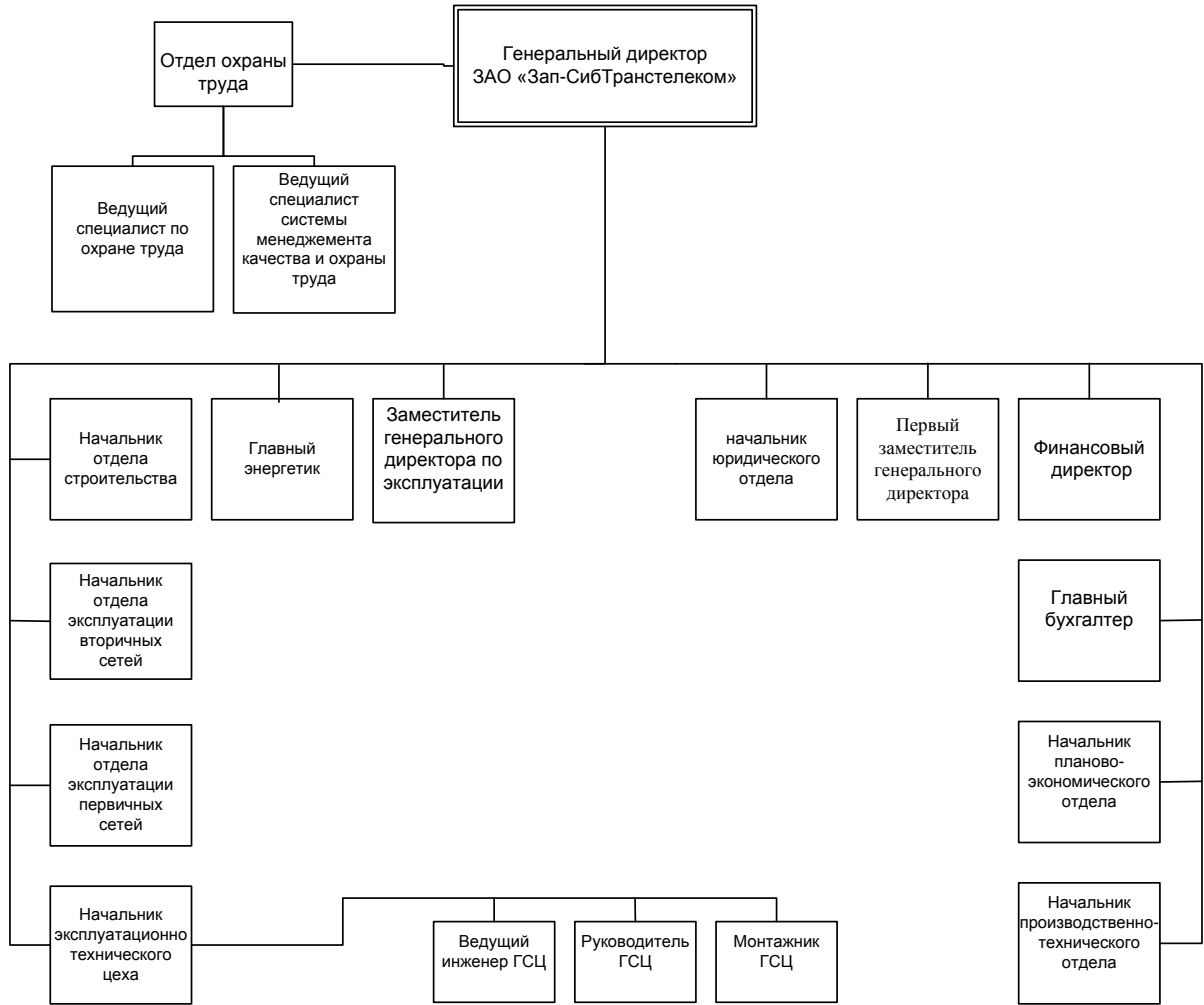 Генеральный директор
ЗАО «Зап-СибТранстелеком»
Отдел охраны
труда
Ведущий
специалист по
охране труда
Ведущий
специалист
системы
менеджемента
качества и охраны
труда
Начальник
отдела
строительства
Главный
энергетик
Заместитель
генерального
директора по
эксплуатации
начальник
юридического
отдела
Первый
заместитель
генерального
директора
Финансовый
директор
Начальник
отдела
эксплуатации
вторичных
сетей
Главный
бухгалтер
Начальник
отдела
эксплуатации
первичных
сетей
Начальник
планово-
экономического
отдела
Начальник
эксплуатационно
технического
цеха
Ведущий
инженер ГСЦ
Руководитель
ГСЦ
Монтажник
ГСЦ
Начальник
производственно-
технического
отдела